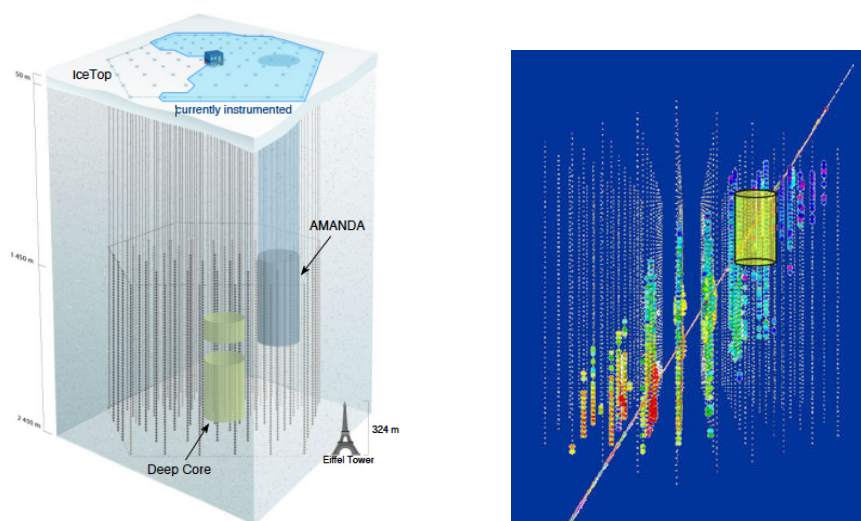 50 m
IceTop
currently instrumented
AMANDA
1 450 m
2 450 m
324 m
Eiffel Tower
Deep Core